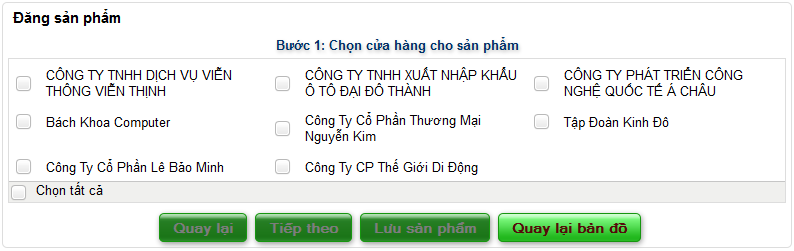 Đăng sản phẩm
Bước 1: Chọn cửa hàng cho sản phẩm
CÔNG TY TNHH DỊCH VỤ VIỄN
THÔNG VIỄN THỊNH
CÔNG TY TNHH XUẤT NHẬP KHẨU
Ô TÔ ĐẠI ĐÔ THÀNH
CÔNG TY PHÁT TRIỂN CÔNG
NGHỆ QUỐC TẾ Á CHÂU
Bách Khoa Computer
Công Ty Cổ Phần Thương Mại
Nguyễn Kim
Tập Đoàn Kinh Đô
Công Ty Cổ Phần Lê Bảo Minh
Công Ty CP Thế Giới Di Động
Chọn tất cả
Quay lại
Tiếp theo
Lưu sản phẩm
Quay lại bản đồ